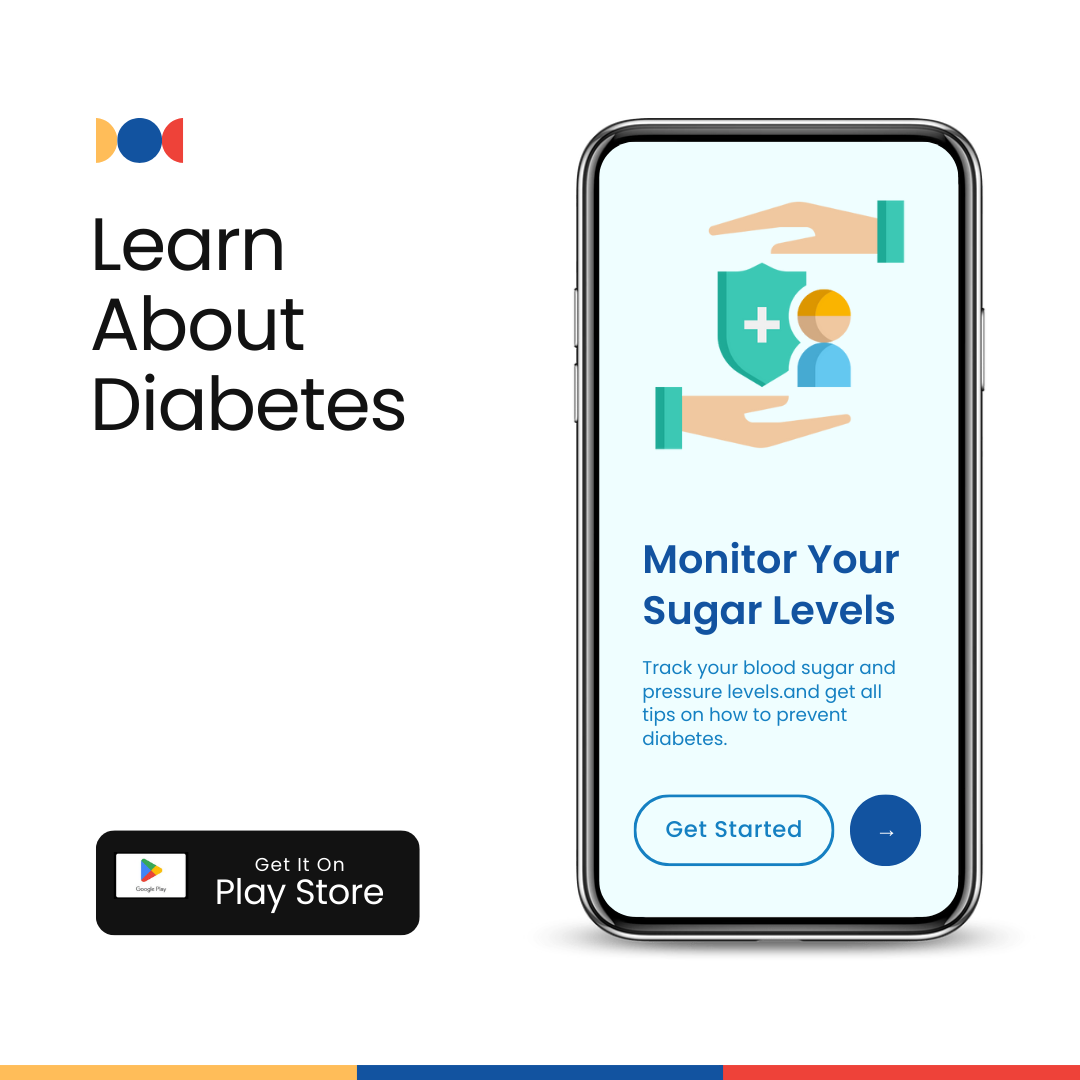 Learn
About
Diabetes
Google Play
Get It On
Play Store
Monitor Your
Sugar Levels
Track your blood sugar and
pressure levels.and get all
tips on how to prevent
diabetes.
Get Started
→